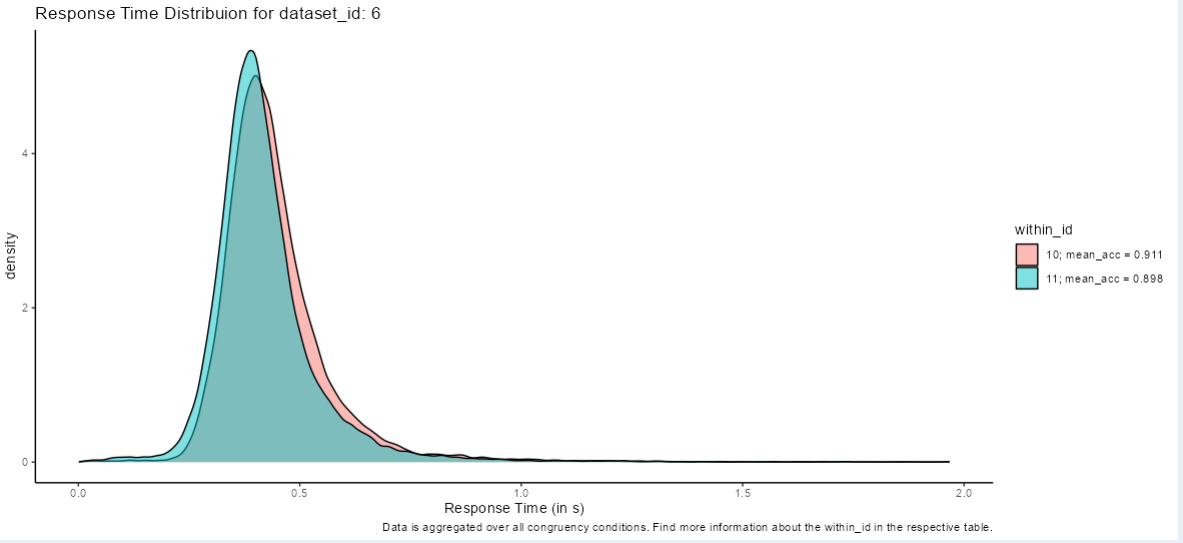 Response Time Distribuion for dataset_id: 6
density
4
2
0
0.0 0.5 1.0 1.5 2.0
Response Time (in s)
within_id
10; mean_acc = 0.911
11; mean_acc = 0.898
Data is aggregated over all congruency conditions. Find more information about the within_id in the respective table.